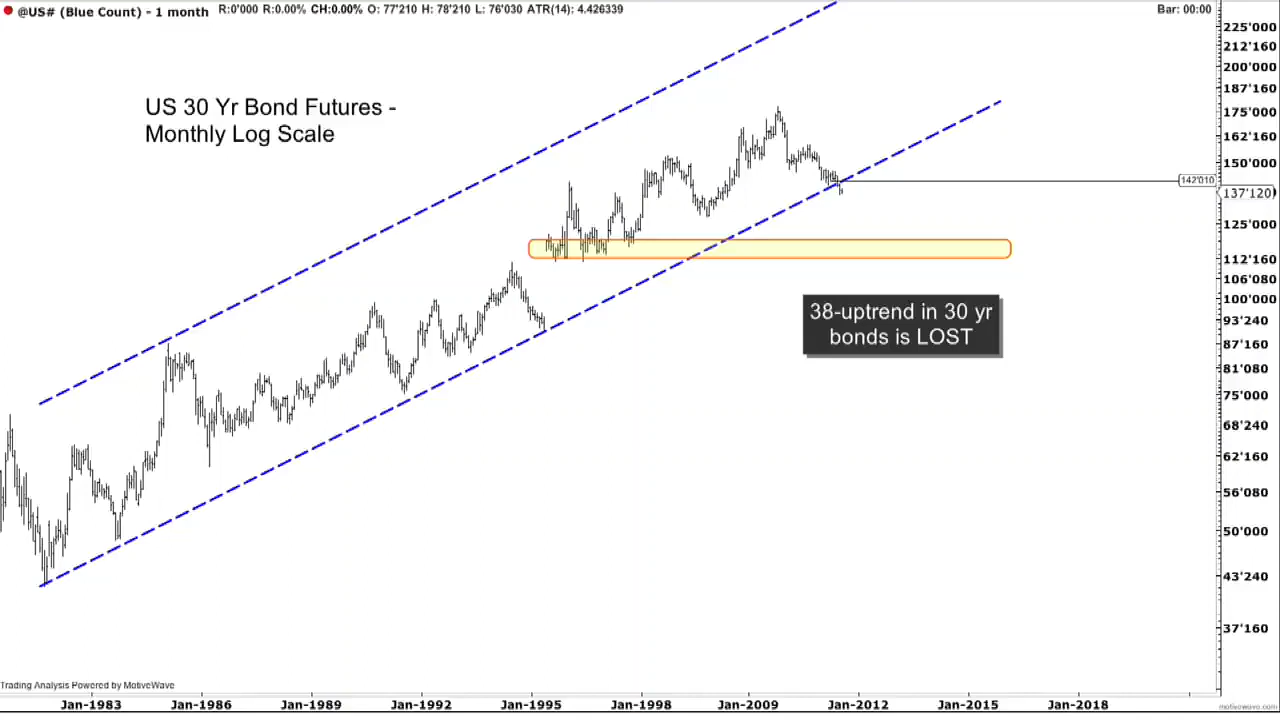 @US# (Blue Count) - 1 month R:0'000 R:0.00% CH:0.00% O: 77'210 H: 78'210 L: 76'030 ATR(14): 4.426339 Bar: 00:00
US 30 Yr Bond Futures -
Monthly Log Scale
225'000
212'160
200'000
187'160
175'000
162'160
150'000
142'010
137'120
125'000
112'160
106'080
100'000
93'240
87'160
81'080
75'000
68'240
62'160
56'080
50'000
43'240
37'160
38-uptrend in 30 yr
bonds is LOST
Trading Analysis Powered by MotiveWave
Jan-1983 Jan-1986 Jan-1989 Jan-1992 Jan-1995 Jan-1998 Jan-2009 Jan-2012 Jan-2015 Jan-2018
motivewave.com